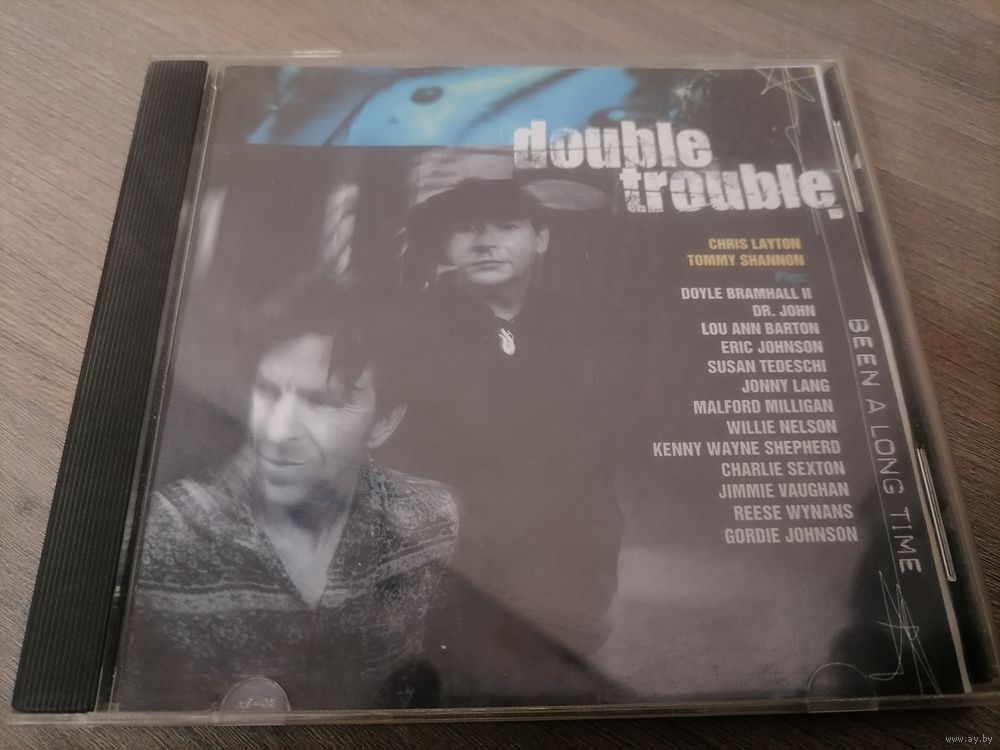 double
trouble
CHRIS LAYTON
TOMMY SHANNON
Plus:
DOYLE BRAMHALL II
DR. JOHN
LOU ANN BARTON
ERIC JOHNSON
SUSAN TEDESCHI
JONNY LANG
MALFORD MILLIGAN
WILLIE NELSON
KENNY WAYNE SHEPHERD
CHARLIE SEXTON
JIMMIE VAUGHAN
REESE WYNANS
GORDIE JOHNSON
BEEN A LONG TIME
www.ay.by